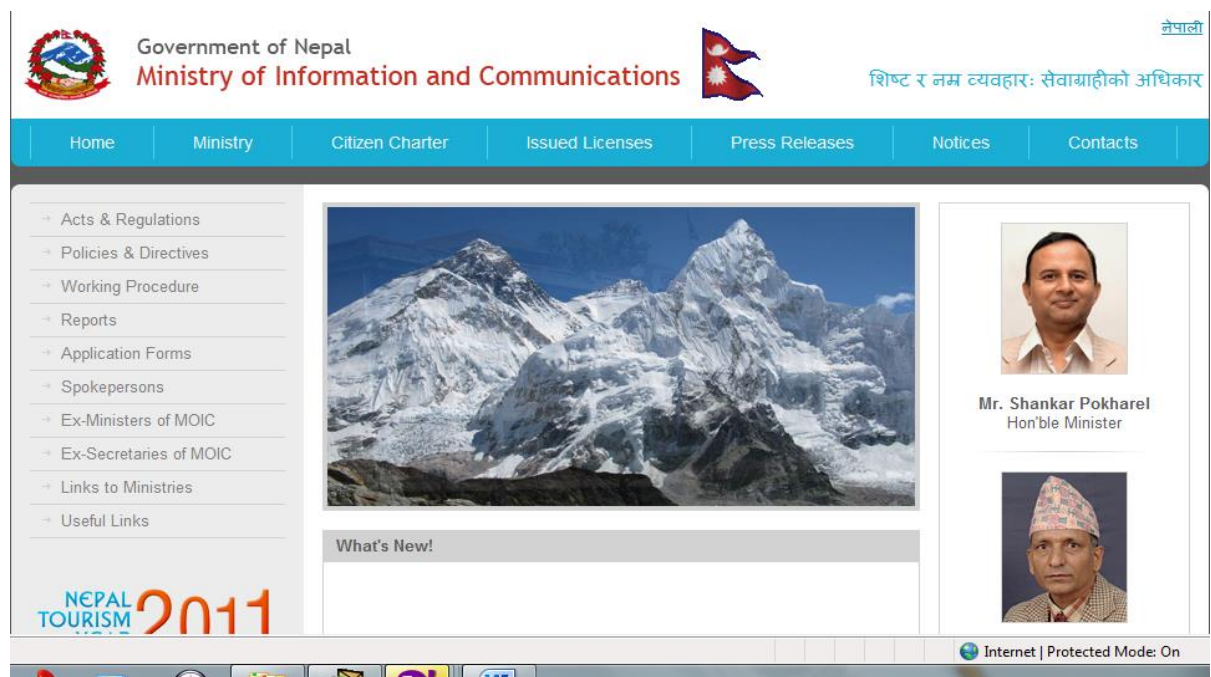 नेपाली
Government of Nepal
Ministry of Information and Communications
शिष्ट र नम्र व्यवहारः सेवाग्राहीको अधिकार
Home Ministry Citizen Charter Issued Licenses Press Releases Notices Contacts
Acts & Regulations
Policies & Directives
Working Procedure
Reports
Application Forms
Spokepersons
Ex-Ministers of MOIC
Ex-Secretaries of MOIC
Links to Ministries
Useful Links
NEPAL
TOURISM
2011
What's New!
Mr. Shankar Pokharel
Hon'ble Minister
Internet | Protected Mode: On